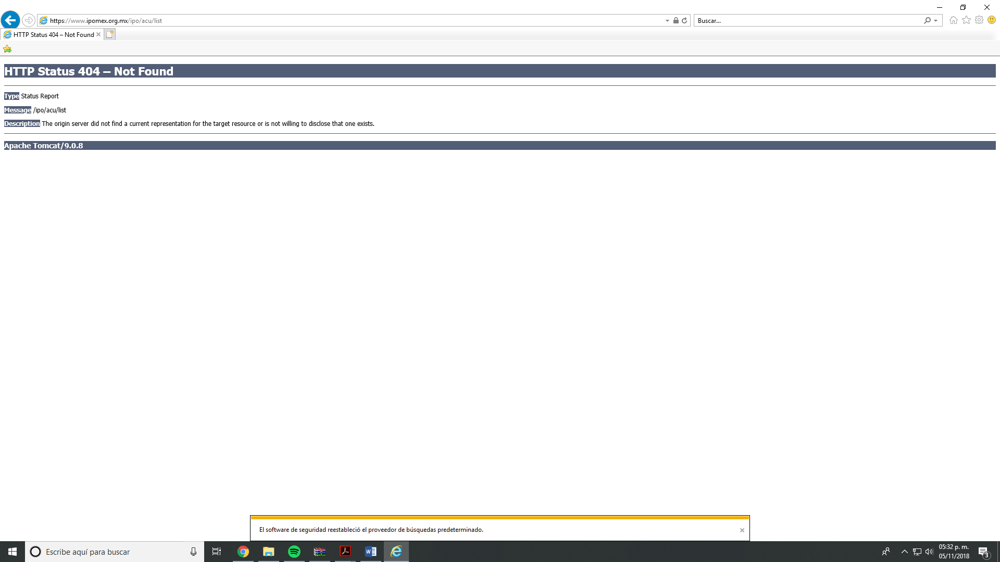 https://www.ipomex.org.mx/ipo/acu/list
Buscar...
HTTP Status 404 – Not Found
HTTP Status 404 – Not Found
Type Status Report
Message /ipo/acu/list
Description The origin server did not find a current representation for the target resource or is not willing to disclose that one exists.
Apache Tomcat/9.0.8
El software de seguridad reestableció el proveedor de búsquedas predeterminado.
Escribe aquí para buscar
05:32 p. m.
05/11/2018
3